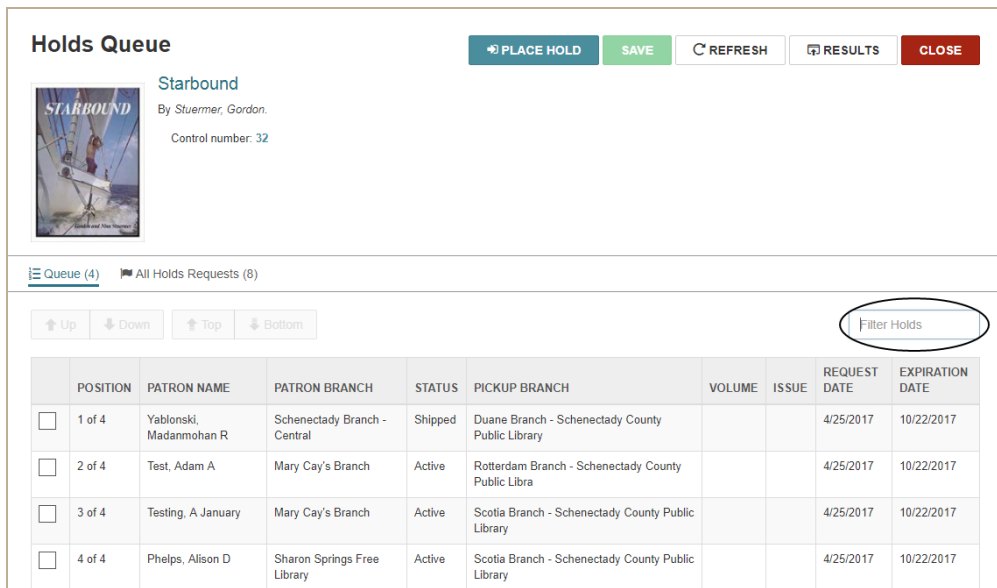 Holds Queue
PLACE HOLD
SAVE
REFRESH
RESULTS
CLOSE
STARBOUND
Gordon and Nina Stuermer
Starbound
By Stuermer, Gordon.
Control number: 32
Queue (4)
All Holds Requests (8)
Up
Down
Top
Bottom
Filter Holds
POSITION PATRON NAME PATRON BRANCH STATUS PICKUP BRANCH VOLUME ISSUE REQUEST DATE EXPIRATION DATE
1 of 4 Yablonski, Madanmohan R Schenectady Branch - Central Shipped Duane Branch - Schenectady County Public Library 4/25/2017 10/22/2017
2 of 4 Test, Adam A Mary Cay's Branch Active Rotterdam Branch - Schenectady County Public Libra 4/25/2017 10/22/2017
3 of 4 Testing, A January Mary Cay's Branch Active Scotia Branch - Schenectady County Public Library 4/25/2017 10/22/2017
4 of 4 Phelps, Alison D Sharon Springs Free Library Active Scotia Branch - Schenectady County Public Library 4/25/2017 10/22/2017